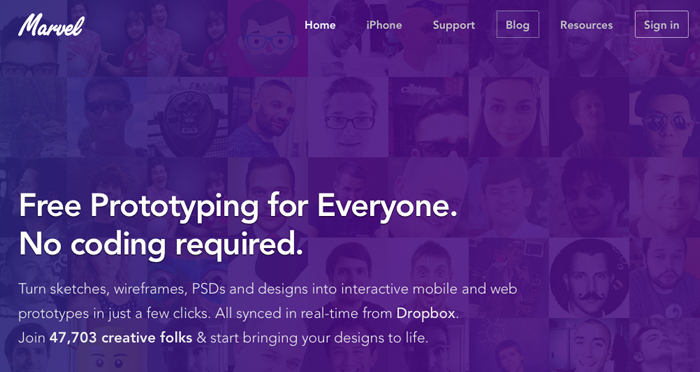 Marvel
Home iPhone Support Blog Resources Sign in
Free Prototyping for Everyone.
No coding required.
Turn sketches, wireframes, PSDs and designs into interactive mobile and web
prototypes in just a few clicks. All synced in real-time from Dropbox.
Join 47,703 creative folks & start bringing your designs to life.